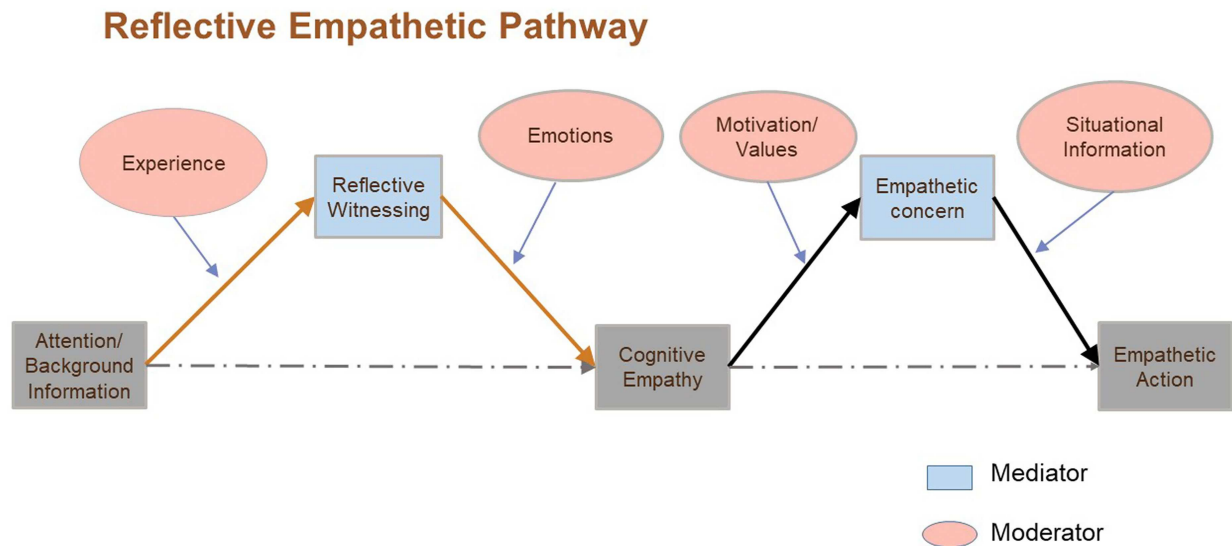 Reflective Empathetic Pathway
Experience
Reflective
Witnessing
Emotions
Motivation/
Values
Empathetic
concern
Situational
Information
Attention/
Background
Information
Cognitive
Empathy
Empathetic
Action
Mediator
Moderator